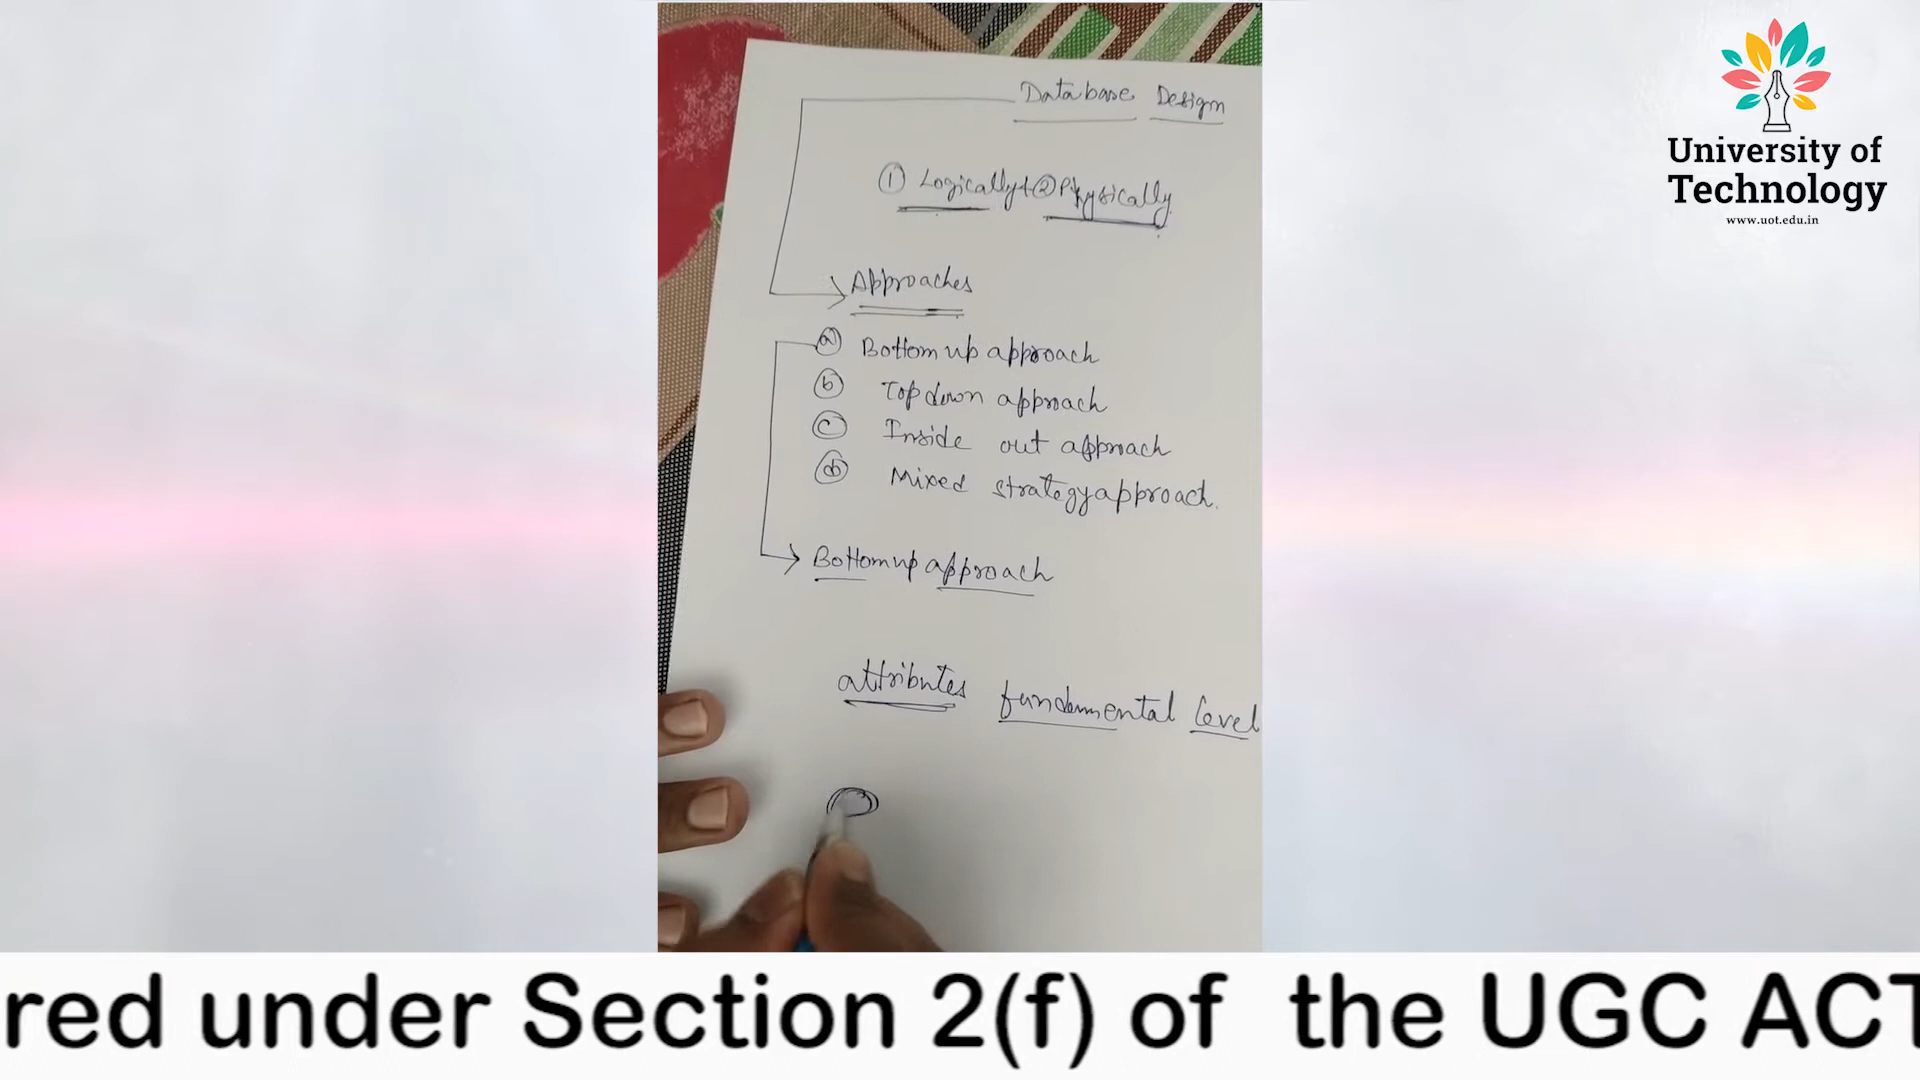 Database Design
① Logically + ② Physically
Approaches
ⓐ Bottom up approach
ⓑ Top down approach
ⓒ Inside out approach
ⓓ Mixed strategy approach.
Bottom up approach
attributes fundamental level
University of
Technology
www.uot.edu.in
red under Section 2(f) of the UGC ACT